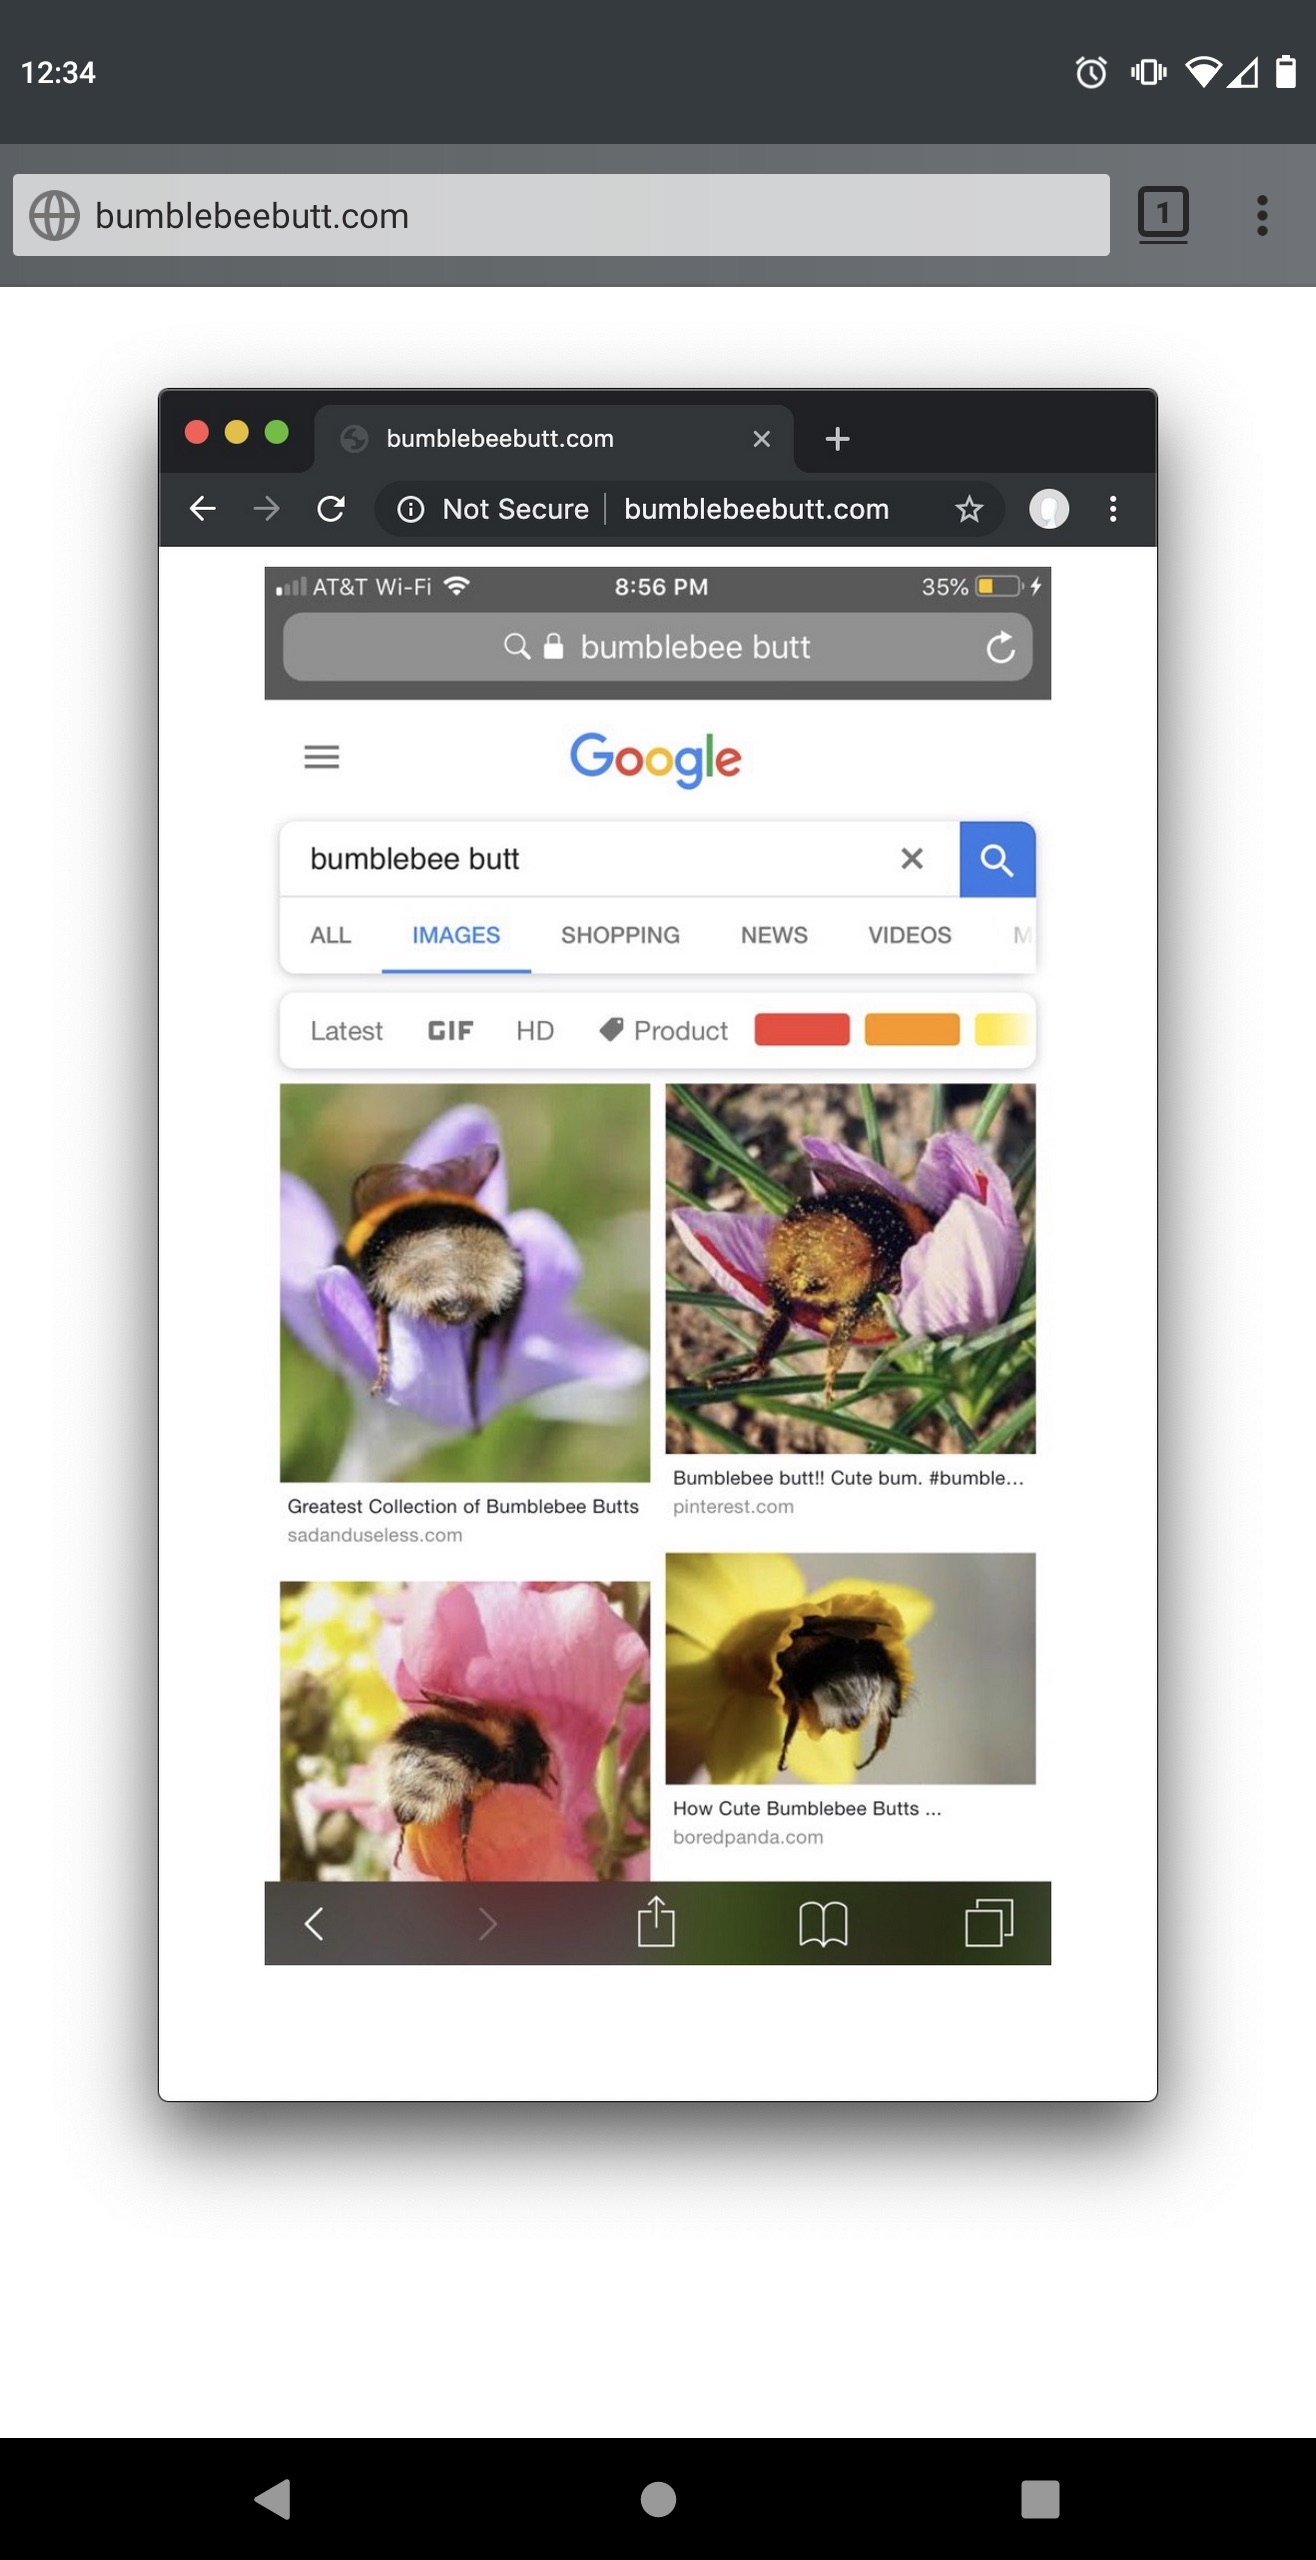 12:34
bumblebeebutt.com
1
bumblebeebutt.com
Not Secure
bumblebeebutt.com
AT&T Wi-Fi
8:56 PM
35%
bumblebee butt
Google
bumblebee butt
ALL IMAGES SHOPPING NEWS VIDEOS M
Latest GIF HD Product
Greatest Collection of Bumblebee Butts
sadanduseless.com
Bumblebee butt!! Cute bum. #bumble...
pinterest.com
How Cute Bumblebee Butts ...
boredpanda.com